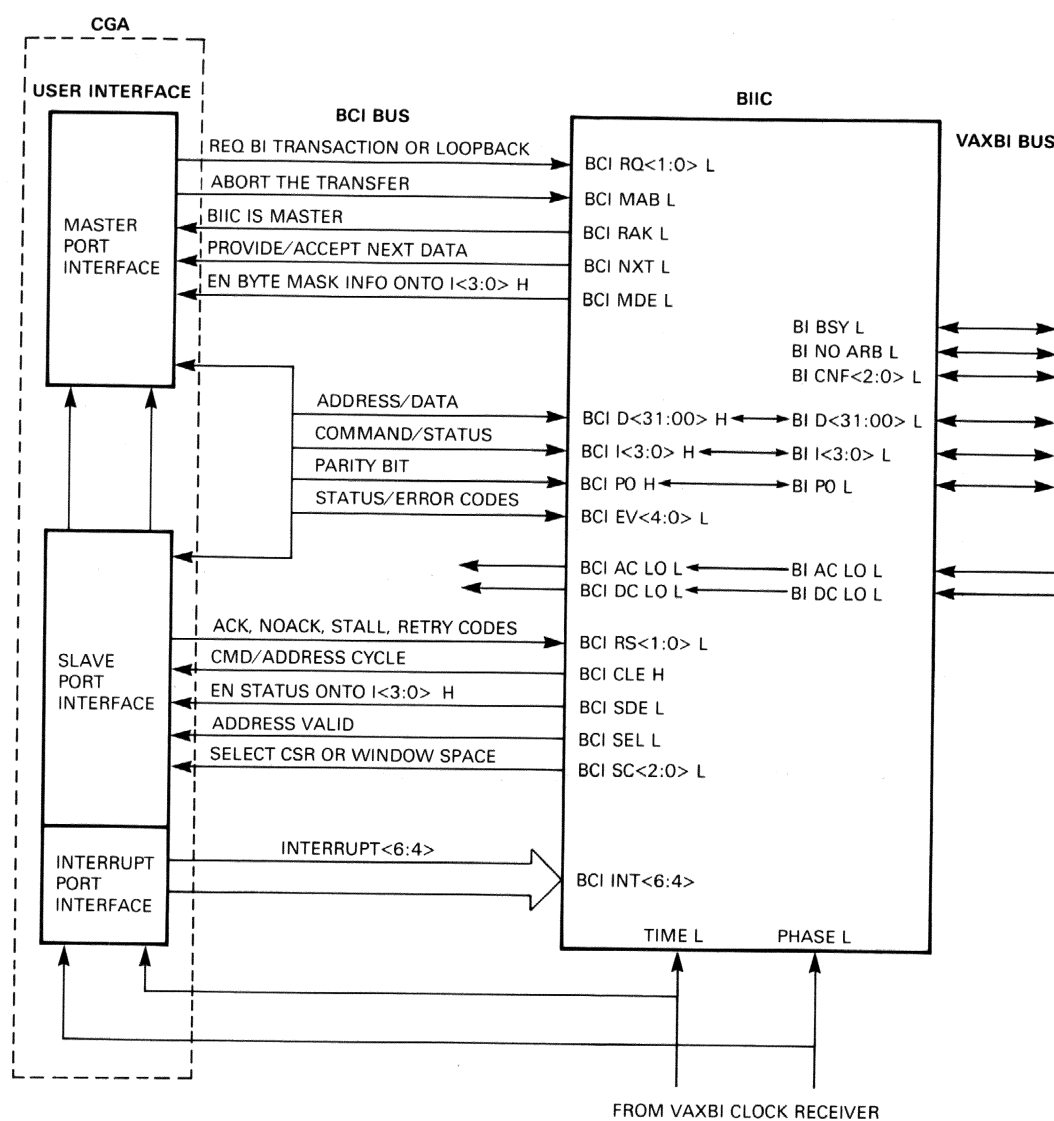 CGA
USER INTERFACE
BCI BUS
BIIC
VAXBI BUS
MASTER
PORT
INTERFACE
REQ BI TRANSACTION OR LOOPBACK
BCI RQ<1:0> L
ABORT THE TRANSFER
BCI MAB L
BIIC IS MASTER
BCI RAK L
PROVIDE/ACCEPT NEXT DATA
BCI NXT L
EN BYTE MASK INFO ONTO I<3:0> H
BCI MDE L
BI BSY L
BI NO ARB L
BI CNF<2:0> L
ADDRESS/DATA
BCI D<31:00> H
BI D<31:00> L
COMMAND/STATUS
BCI I<3:0> H
BI I<3:0> L
PARITY BIT
BCI PO H
BI PO L
STATUS/ERROR CODES
BCI EV<4:0> L
BCI AC LO L
BI AC LO L
BCI DC LO L
BI DC LO L
SLAVE
PORT
INTERFACE
ACK, NOACK, STALL, RETRY CODES
BCI RS<1:0> L
CMD/ADDRESS CYCLE
BCI CLE H
EN STATUS ONTO I<3:0> H
BCI SDE L
ADDRESS VALID
BCI SEL L
SELECT CSR OR WINDOW SPACE
BCI SC<2:0> L
INTERRUPT
PORT
INTERFACE
INTERRUPT<6:4>
BCI INT<6:4>
TIME L
PHASE L
FROM VAXBI CLOCK RECEIVER